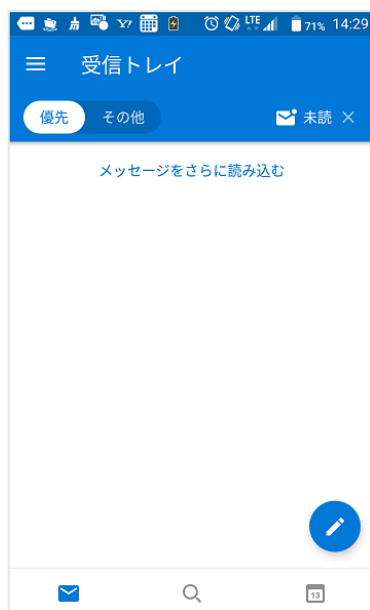 Y? LTE 71% 14:29
受信トレイ
優先 その他 未読 ×
メッセージをさらに読み込む
13